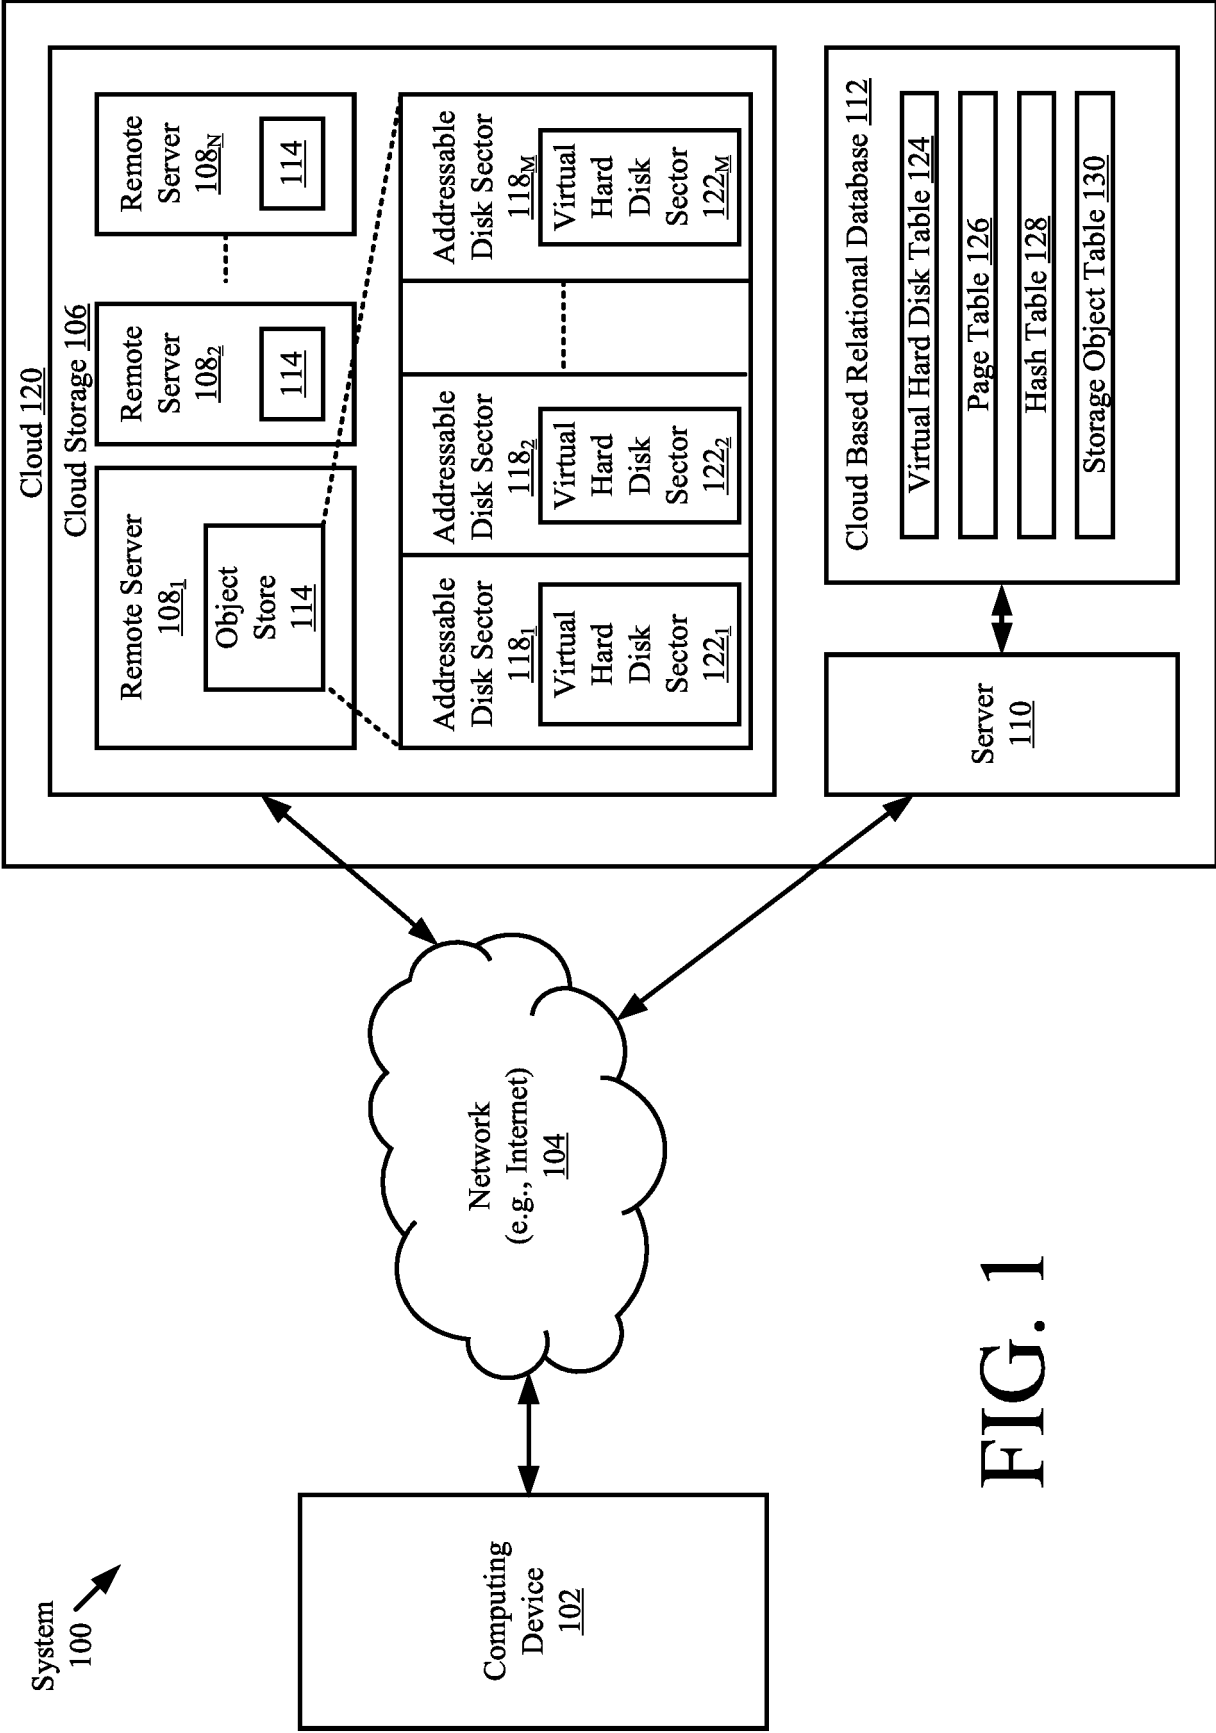 System
100
Computing
Device
102
Network
(e.g., Internet)
104
Cloud 120
Cloud Storage 106
Remote Server
108₁
Object
Store
114
Remote
Server
108₂
114
Remote
Server
108N
114
Addressable
Disk Sector
118₁
Virtual
Hard
Disk
Sector
122₁
Addressable
Disk Sector
118₂
Virtual
Hard
Disk
Sector
122₂
Addressable
Disk Sector
118M
Virtual
Hard
Disk
Sector
122M
Server
110
Cloud Based Relational Database 112
Virtual Hard Disk Table 124
Page Table 126
Hash Table 128
Storage Object Table 130
FIG. 1